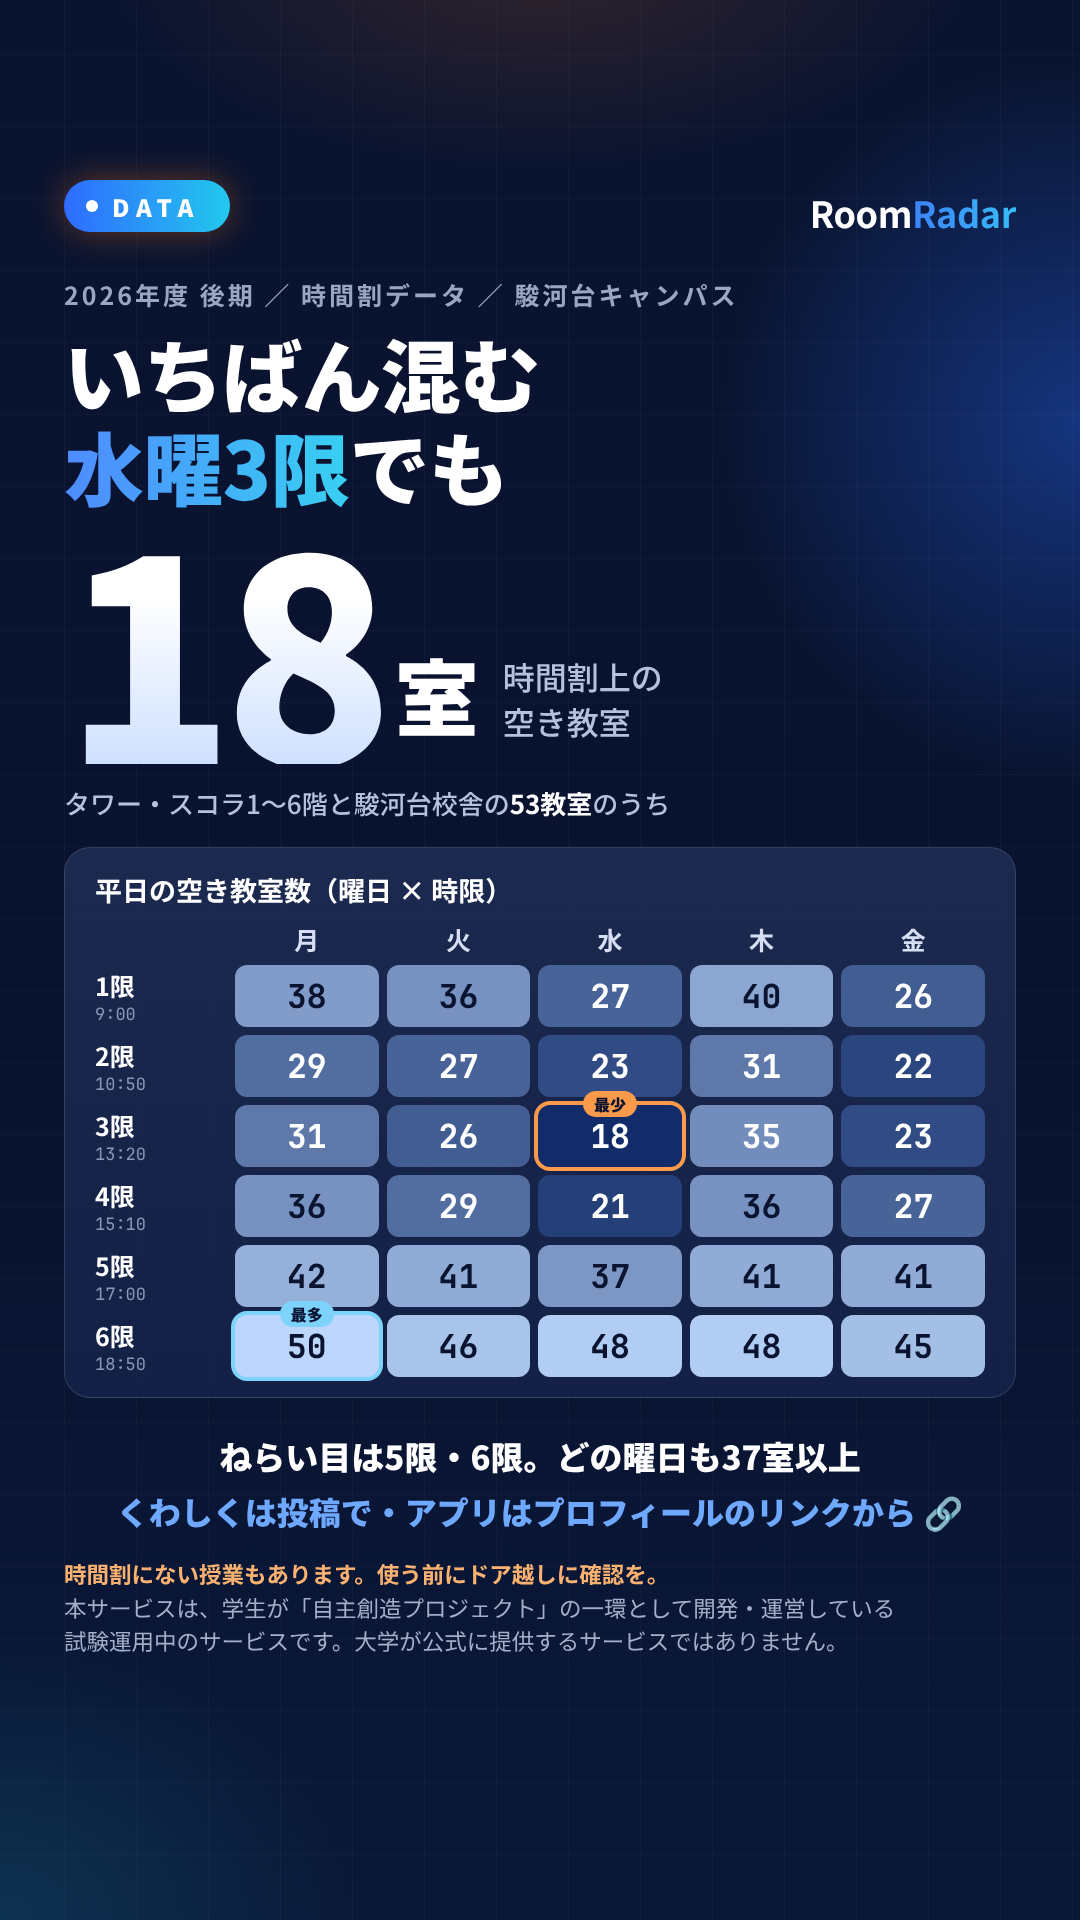 DATA
RoomRadar
2026年度 後期 ／ 時間割データ ／ 駿河台キャンパス
いちばん混む
水曜3限でも
18室
時間割上の
空き教室
タワー・スコラ1〜6階と駿河台校舎の53教室のうち
平日の空き教室数（曜日 × 時限）
月 火 水 木 金
1限 38 36 27 40 26
9:00
2限 29 27 23 31 22
10:50
最少
3限 31 26 18 35 23
13:20
4限 36 29 21 36 27
15:10
5限 42 41 37 41 41
17:00
最多
6限 50 46 48 48 45
18:50
ねらい目は5限・6限。どの曜日も37室以上
くわしくは投稿で・アプリはプロフィールのリンクから 🔗
時間割にない授業もあります。使う前にドア越しに確認を。
本サービスは、学生が「自主創造プロジェクト」の一環として開発・運営している
試験運用中のサービスです。大学が公式に提供するサービスではありません。